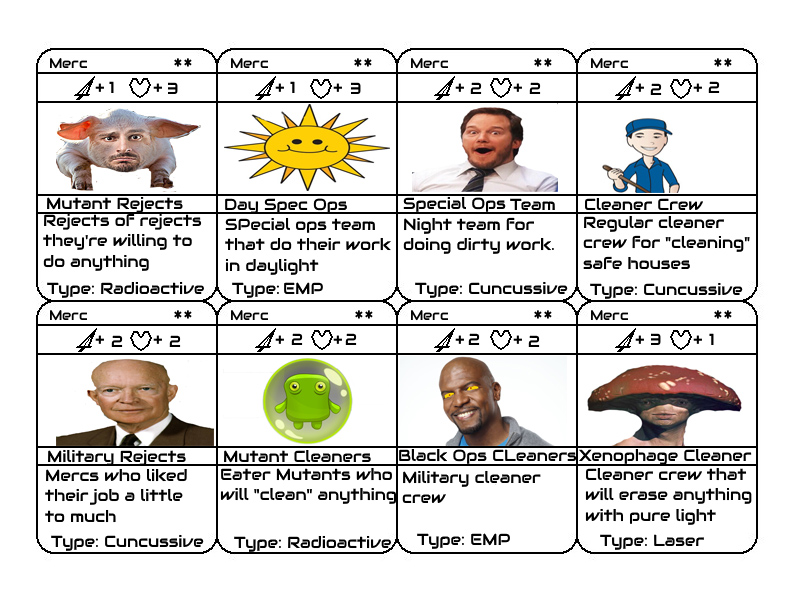 Merc **
+1 +3
Mutant Rejects
Rejects of rejects
they're willing to
do anything
Type: Radioactive
Merc **
+1 +3
Day Spec Ops
SPecial ops team
that do their work
in daylight
Type: EMP
Merc **
+2 +2
Special Ops Team
Night team for
doing dirty work.
Type: Cuncussive
Merc **
+2 +2
Cleaner Crew
Regular cleaner
crew for "cleaning"
safe houses
Type: Cuncussive
Merc **
+2 +2
Military Rejects
Mercs who liked
their job a little
to much
Type: Cuncussive
Merc **
+2 +2
Mutant Cleaners
Eater Mutants who
will "clean" anything
Type: Radioactive
Merc **
+2 +2
Black Ops CLeaners
Military cleaner
crew
Type: EMP
Merc **
+3 +1
Xenophage Cleaner
Cleaner crew that
will erase anything
with pure light
Type: Laser